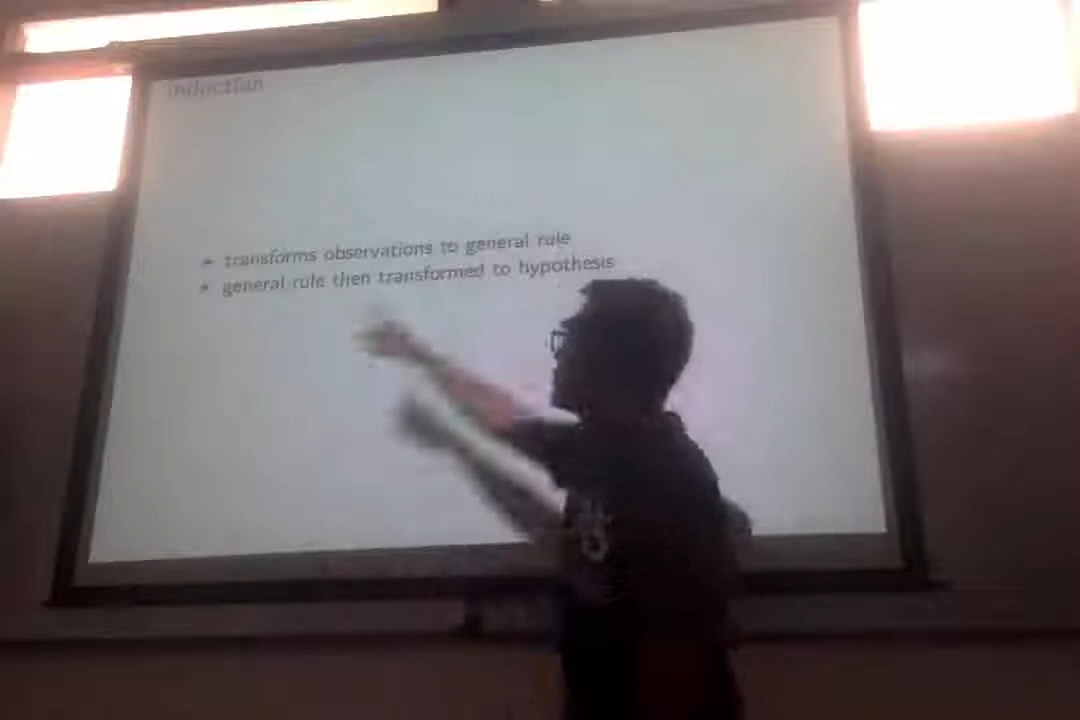 induction
transforms observations to general rule
general rule then transformed to hypothesis